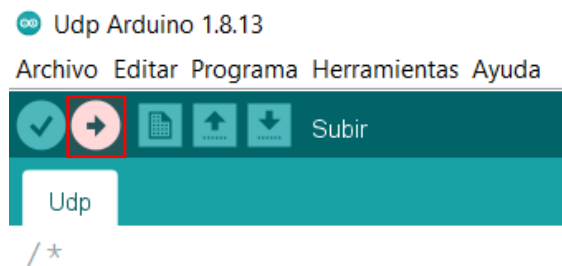 Udp Arduino 1.8.13
Archivo Editar Programa Herramientas Ayuda
Subir
Udp
/*